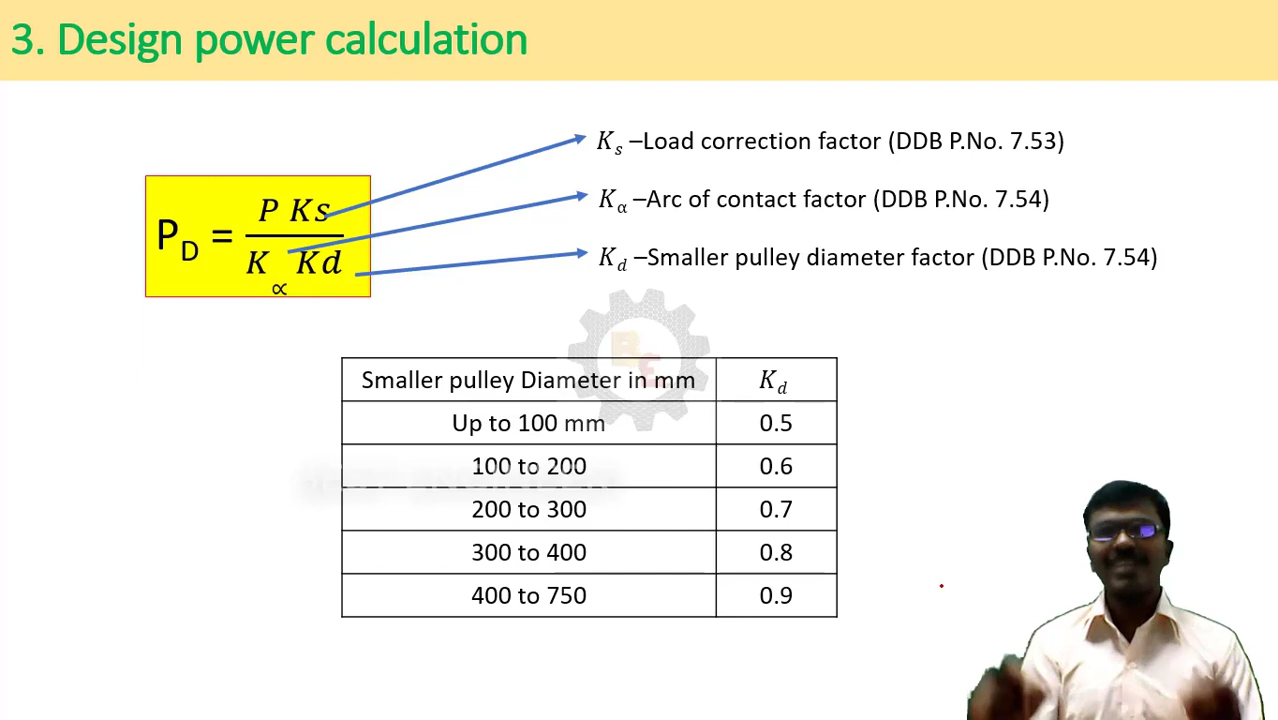 3. Design power calculation
K_s –Load correction factor (DDB P.No. 7.53)
P_D = P Ks / K_∝ Kd
K_α –Arc of contact factor (DDB P.No. 7.54)
K_d –Smaller pulley diameter factor (DDB P.No. 7.54)
Smaller pulley Diameter in mm K_d
Up to 100 mm 0.5
100 to 200 0.6
200 to 300 0.7
300 to 400 0.8
400 to 750 0.9